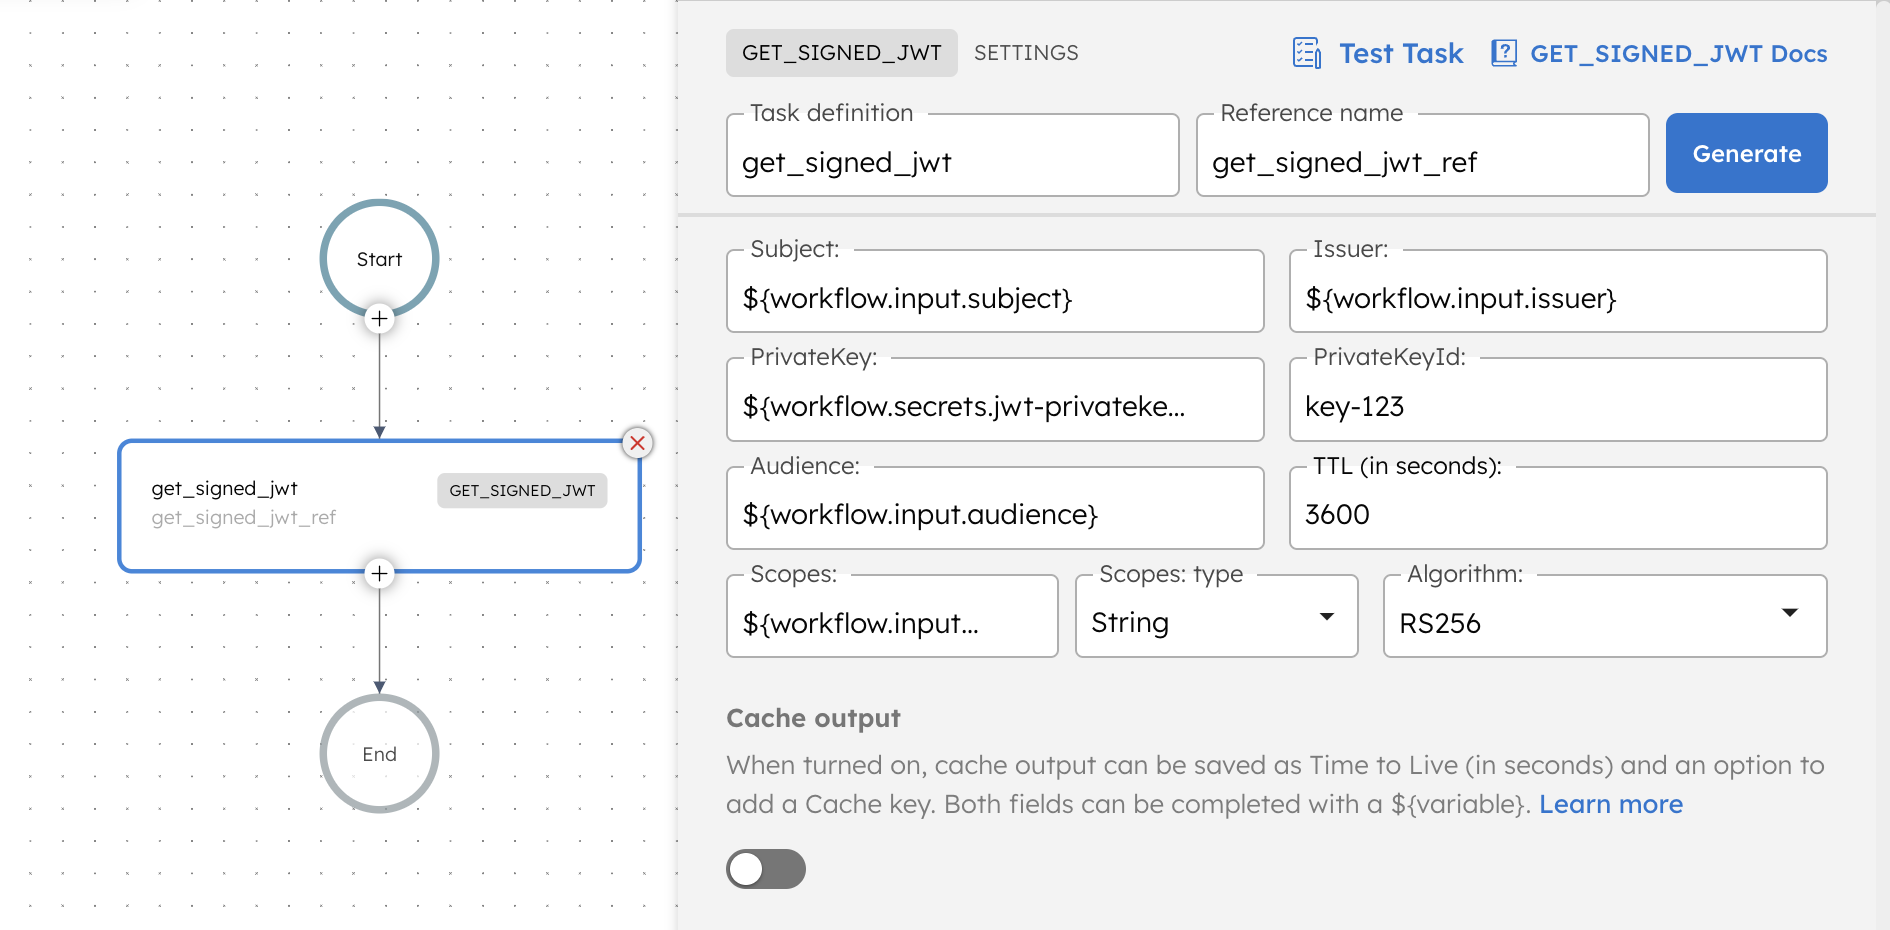 Start
get_signed_jwt
GET_SIGNED_JWT
get_signed_jwt_ref
End
GET_SIGNED_JWT
SETTINGS
Test Task
GET_SIGNED_JWT Docs
Task definition
get_signed_jwt
Reference name
get_signed_jwt_ref
Generate
Subject:
${workflow.input.subject}
Issuer:
${workflow.input.issuer}
PrivateKey:
${workflow.secrets.jwt-privateke...
PrivateKeyId:
key-123
Audience:
${workflow.input.audience}
TTL (in seconds):
3600
Scopes:
${workflow.input...
Scopes: type
String
Algorithm:
RS256
Cache output
When turned on, cache output can be saved as Time to Live (in seconds) and an option to
add a Cache key. Both fields can be completed with a ${variable}. Learn more